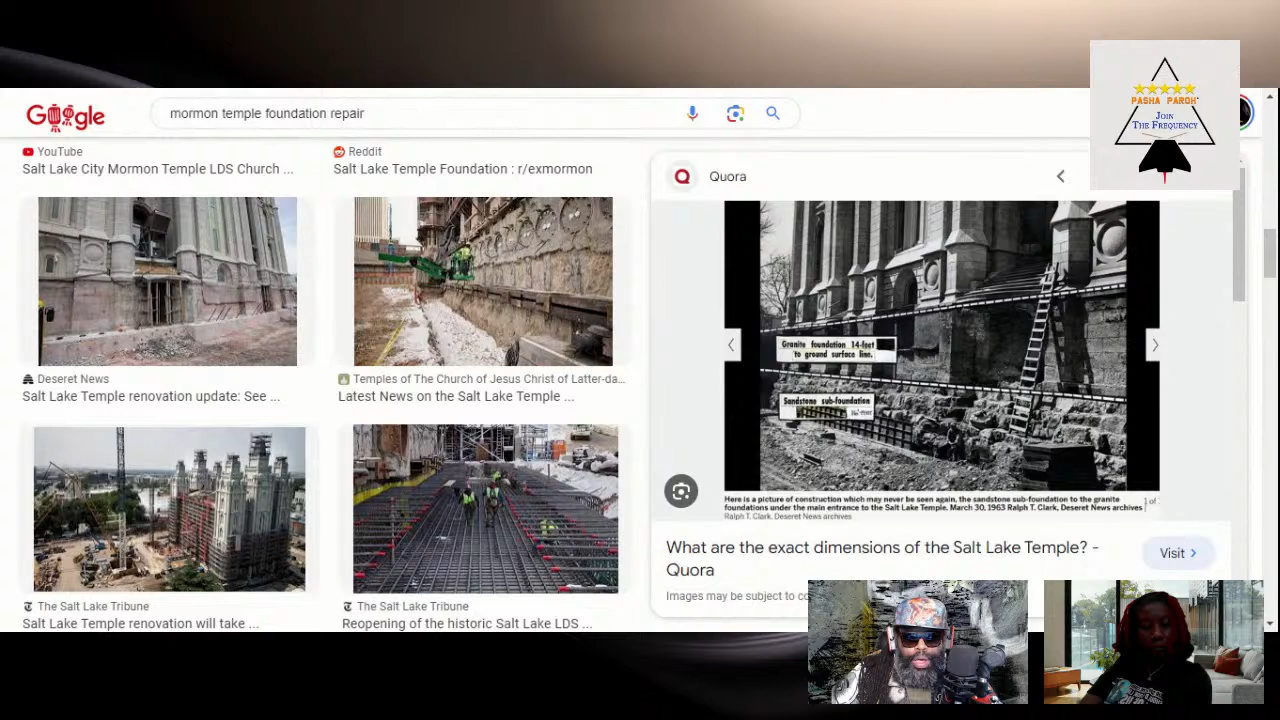 PASHA PAROH'
JOIN
THE FREQUENCY
Google
mormon temple foundation repair
YouTube
Salt Lake City Mormon Temple LDS Church ...
Reddit
Salt Lake Temple Foundation : r/exmormon
Deseret News
Salt Lake Temple renovation update: See ...
Temples of The Church of Jesus Christ of Latter-da...
Latest News on the Salt Lake Temple ...
The Salt Lake Tribune
Salt Lake Temple renovation will take ...
The Salt Lake Tribune
Reopening of the historic Salt Lake LDS ...
Quora
Granite foundation 14-feet
to ground surface line.
Sandstone sub-foundation
Here is a picture of construction which may never be seen again, the sandstone sub-foundation to the granite
foundations under the main entrance to the Salt Lake Temple. March 30, 1963 Ralph T. Clark, Deseret News archives
Ralph T. Clark, Deseret News archives
1 of
What are the exact dimensions of the Salt Lake Temple? -
Quora
Visit
Images may be subject to